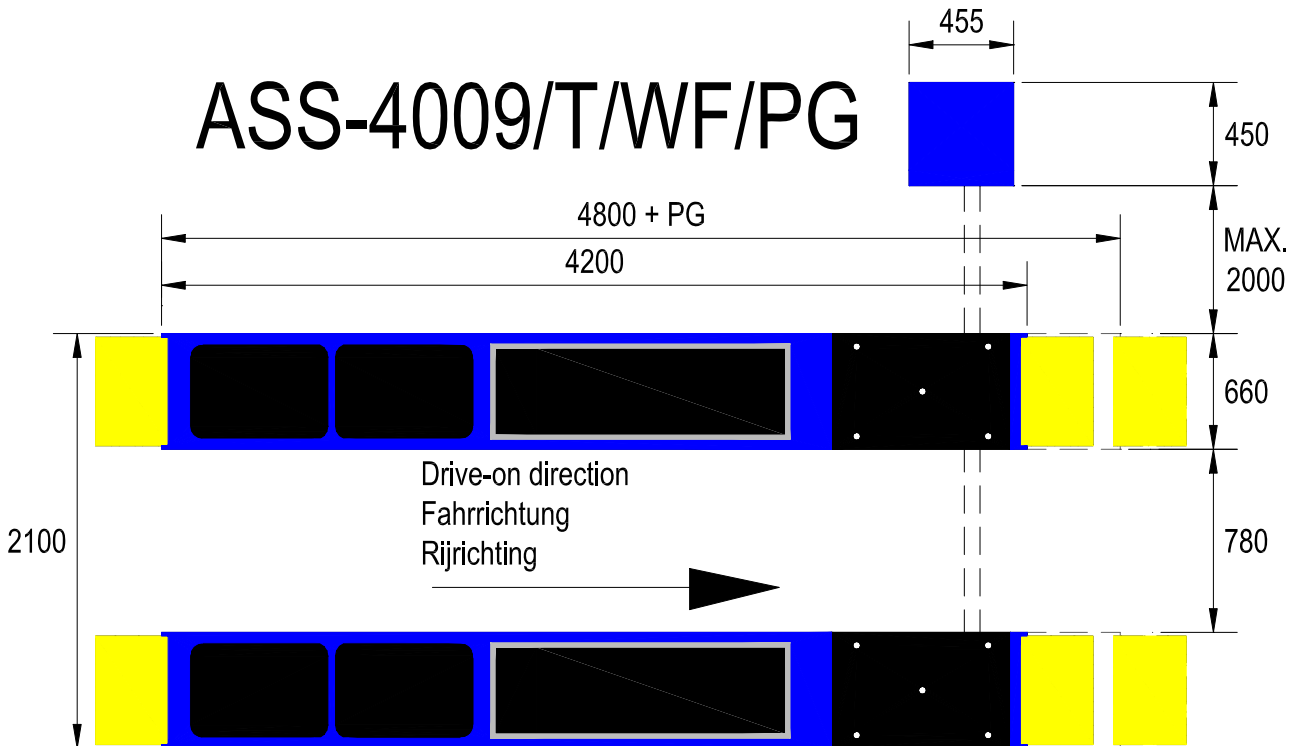 455
ASS-4009/T/WF/PG
450
4800 + PG
MAX.
2000
4200
660
Drive-on direction
Fahrrichtung
Rijrichting
2100
780